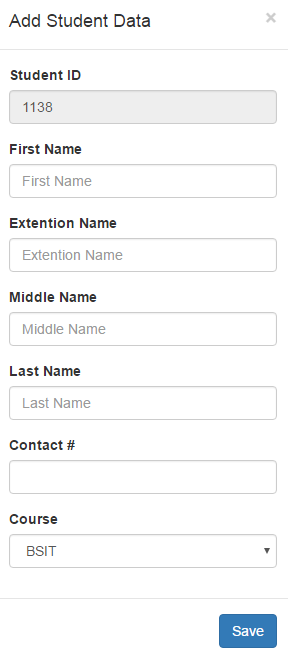 Add Student Data ×
Student ID
1138
First Name
First Name
Extention Name
Extention Name
Middle Name
Middle Name
Last Name
Last Name
Contact #
Course
BSIT
Save